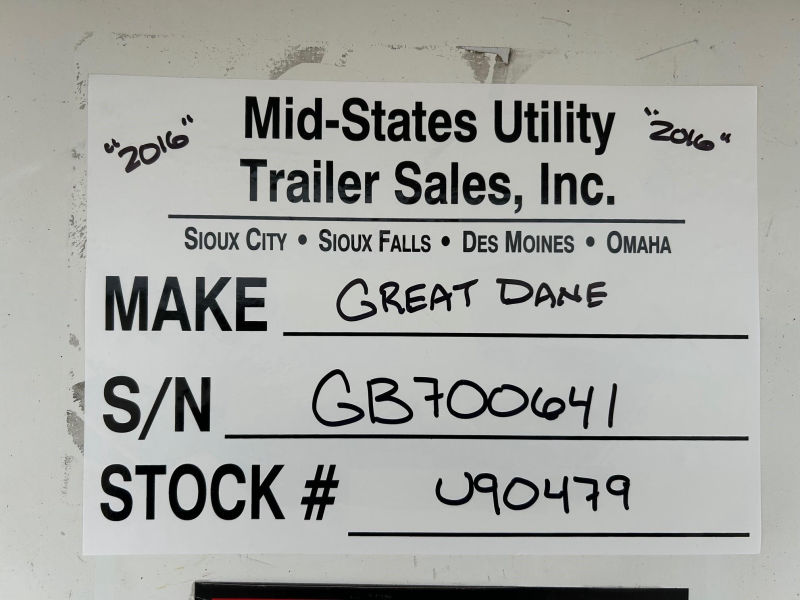 "2016" Mid-States Utility "2016"
Trailer Sales, Inc.
Sioux City • Sioux Falls • Des Moines • Omaha
MAKE GREAT DANE
S/N GB700641
STOCK # U90479